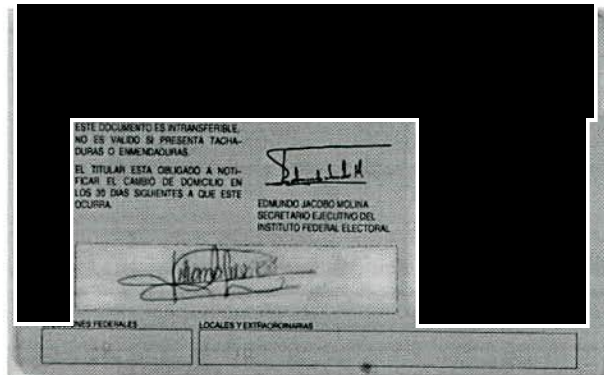 ESTE DOCUMENTO ES INTRANSFERIBLE,
NO ES VALIDO SI PRESENTA TACHA-
DURAS O ENMENDADURAS.
EL TITULAR ESTA OBLIGADO A NOTI-
FICAR EL CAMBIO DE DOMICILIO EN
LOS 30 DIAS SIGUIENTES A QUE ESTE
OCURRA.
EDMUNDO JACOBO MOLINA
SECRETARIO EJECUTIVO DEL
INSTITUTO FEDERAL ELECTORAL
FEDERALES
LOCALES Y EXTRAORDINARIAS